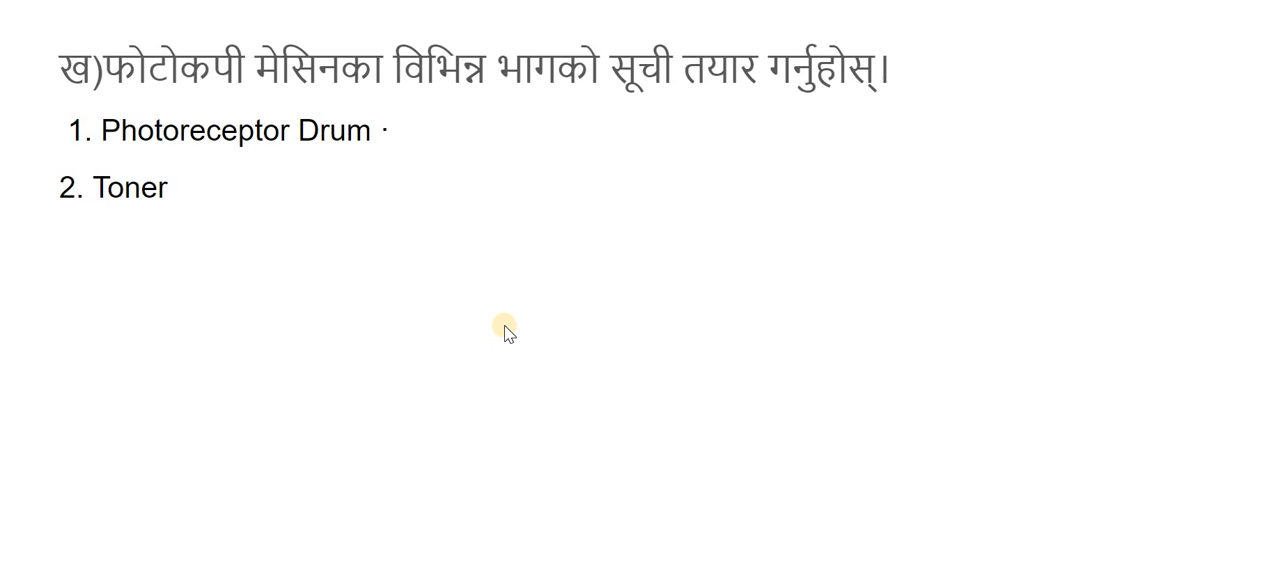 ख)फोटोकपी मेसिनका विभिन्न भागको सूची तयार गर्नुहोस्।
1. Photoreceptor Drum ·
2. Toner